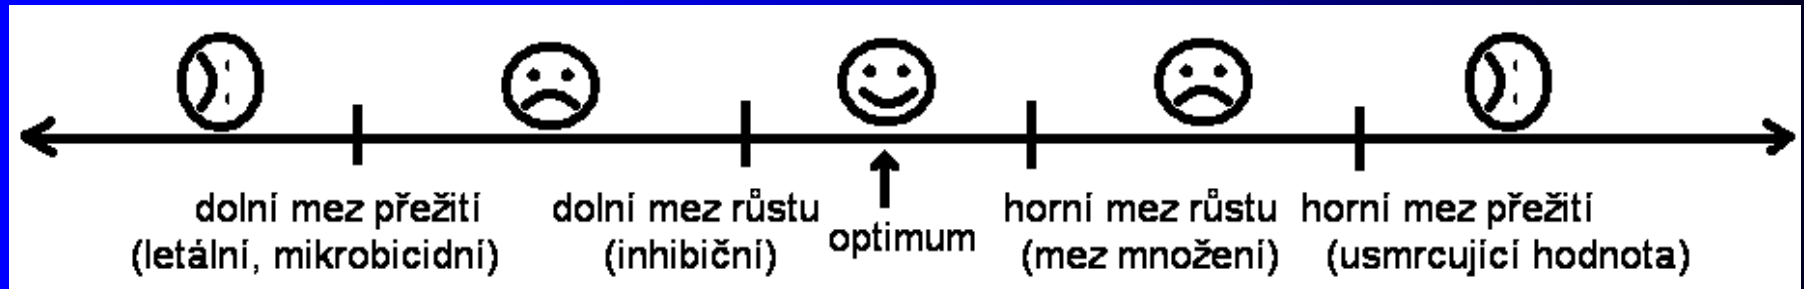 dolní mez přežití
(letální, mikrobicidní)
dolní mez růstu
(inhibiční)
optimum
horní mez růstu
(mez množení)
horní mez přežití
(usmrcující hodnota)